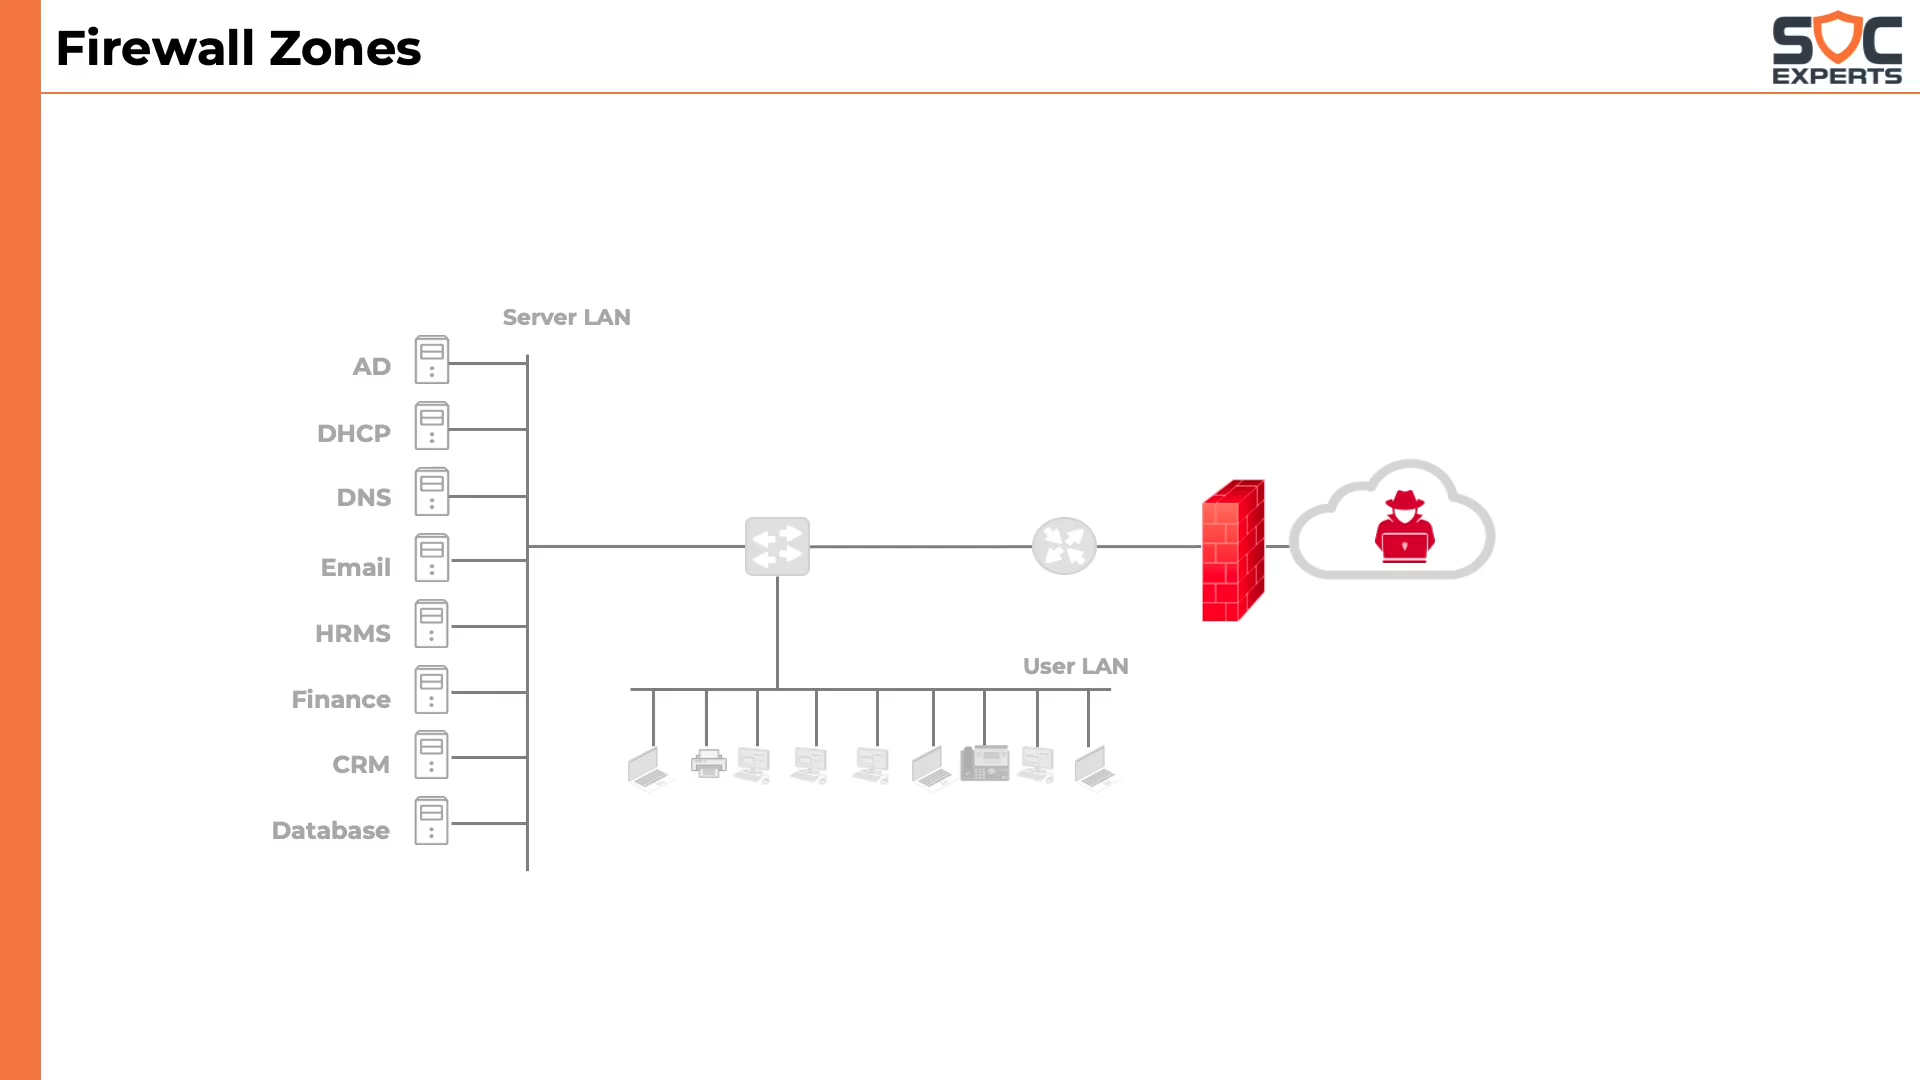 Firewall Zones
SOC
EXPERTS
Server LAN
AD
DHCP
DNS
Email
HRMS
Finance
CRM
Database
User LAN